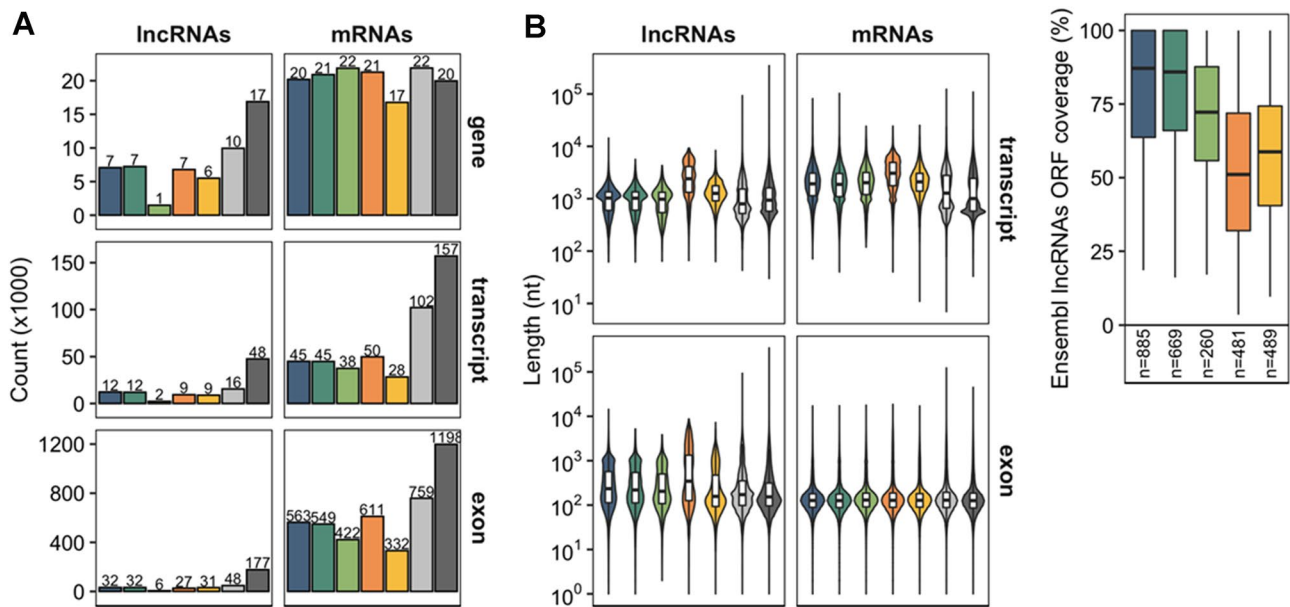 A
lncRNAs mRNAs
Count (x1000)
20
15
10
5
0
7 7 1 7 6 10 17
20 21 22 21 17 22 20
gene
150
100
50
0
12 12 2 9 9 16 48
45 45 38 50 28 102 157
transcript
1200
800
400
0
32 32 6 27 31 48 177
563 549 422 611 332 759 1198
exon
B
lncRNAs mRNAs
Length (nt)
10⁵
10⁴
10³
10²
10¹
transcript
10⁵
10⁴
10³
10²
10¹
10⁰
exon
Ensembl lncRNAs ORF coverage (%)
100
75
50
25
0
n=885
n=669
n=260
n=481
n=489